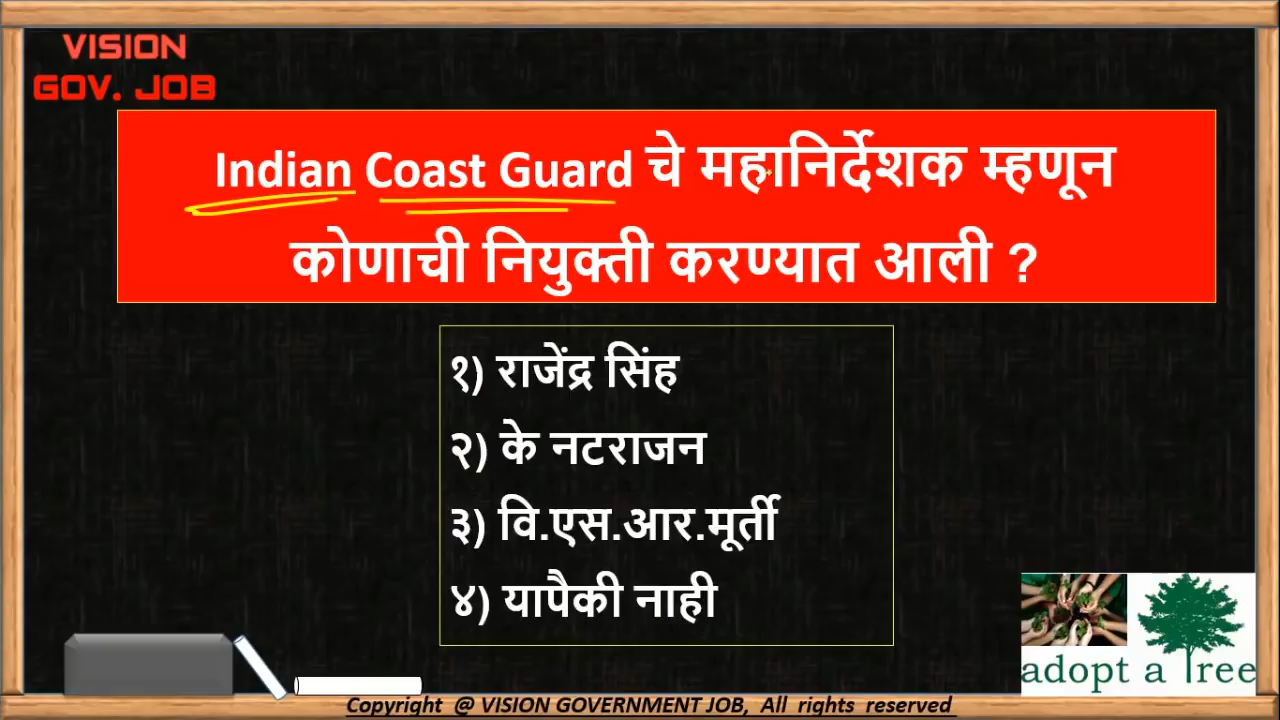 VISION
GOV. JOB
Indian Coast Guard चे महानिर्देशक म्हणून
कोणाची नियुक्ती करण्यात आली ?
१) राजेंद्र सिंह
२) के नटराजन
३) वि.एस.आर.मूर्ती
४) यापैकी नाही
adopt a Tree
Copyright @ VISION GOVERNMENT JOB, All rights reserved